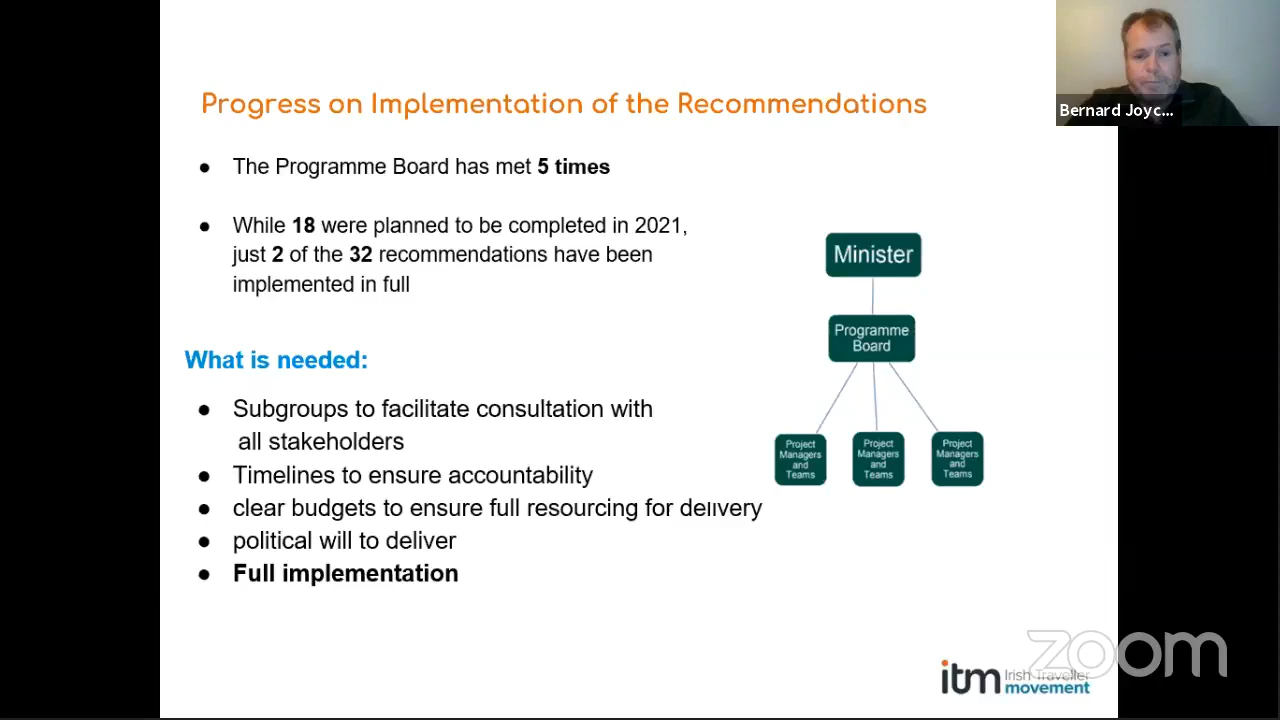 Progress on Implementation of the Recommendations
Bernard Joyc...
● The Programme Board has met 5 times
● While 18 were planned to be completed in 2021,
just 2 of the 32 recommendations have been
implemented in full
Minister
Programme
Board
Project
Managers
and
Teams
Project
Managers
and
Teams
Project
Managers
and
Teams
What is needed:
● Subgroups to facilitate consultation with
all stakeholders
● Timelines to ensure accountability
● clear budgets to ensure full resourcing for delivery
● political will to deliver
● Full implementation
zoom
itm Irish Traveller
movement